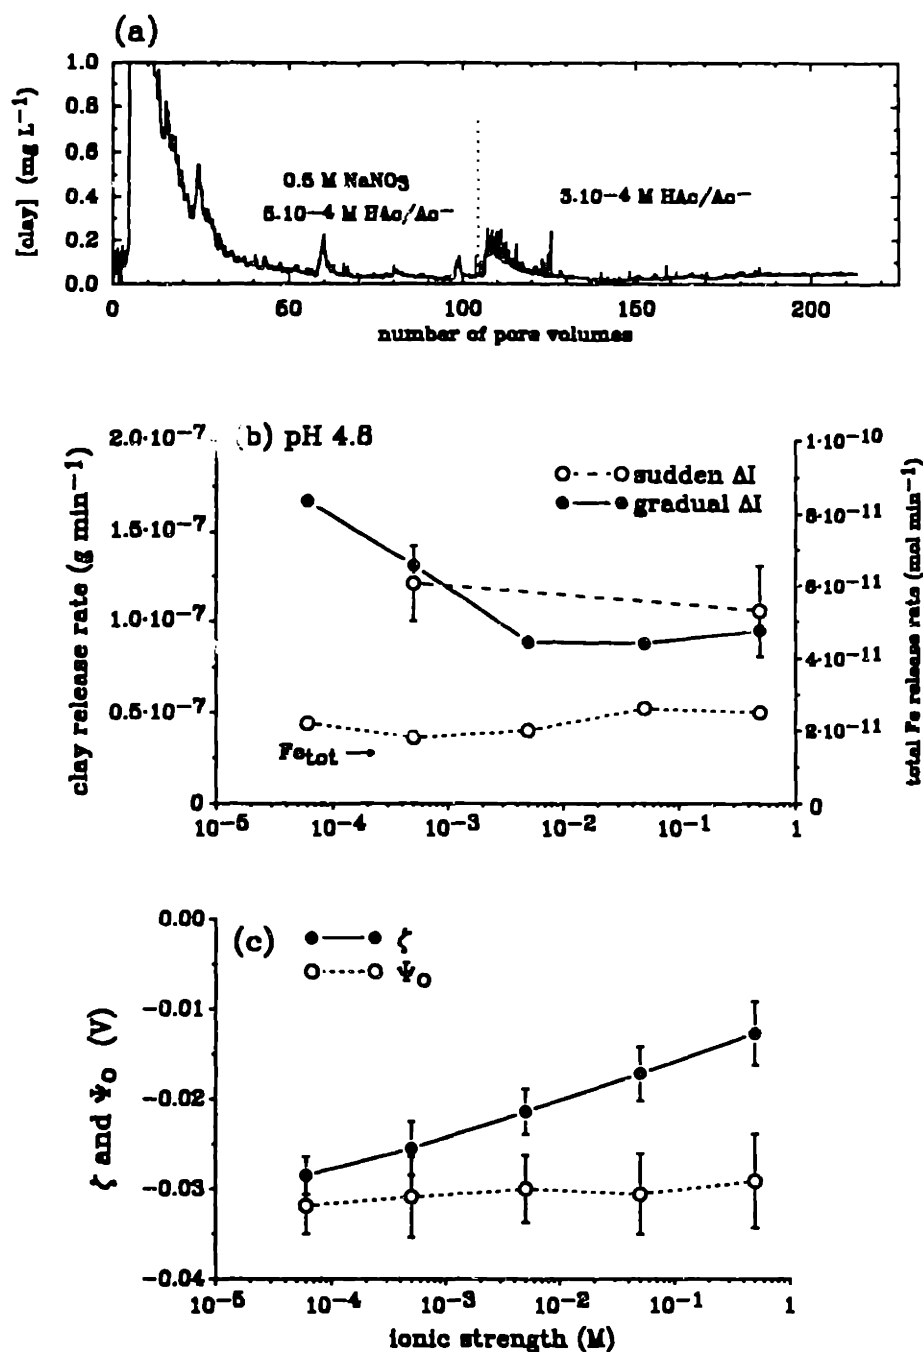 (a)
[clay] (mg L−1)
1.0
0.8
0.6
0.4
0.2
0.0
0.5 M NaNO3
5.10−4 M HAc/Ac−
5.10−4 M HAc/Ac−
0 50 100 150 200
number of pore volumes
(b) pH 4.8
clay release rate (g min−1)
2.0·10−7
1.5·10−7
1.0·10−7
0.5·10−7
0
sudden ΔI
gradual ΔI
Fetot →
1·10−10
8·10−11
6·10−11
4·10−11
2·10−11
0
total Fe release rate (mol min−1)
10−5 10−4 10−3 10−2 10−1 1
(c)
ζ
Ψo
ζ and Ψo (V)
0.00
−0.01
−0.02
−0.03
−0.04
10−5 10−4 10−3 10−2 10−1 1
ionic strength (M)